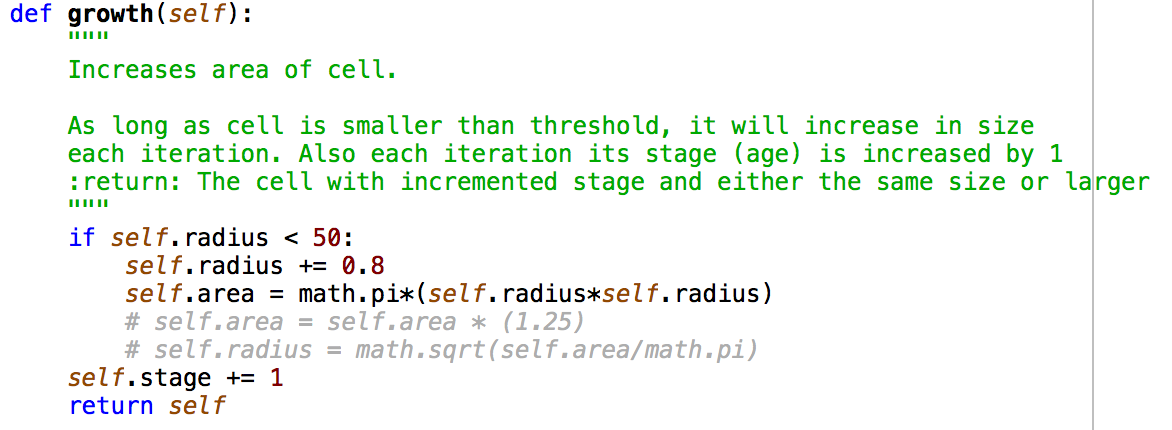 def growth(self):
    """
    Increases area of cell.

    As long as cell is smaller than threshold, it will increase in size
    each iteration. Also each iteration its stage (age) is increased by 1
    :return: The cell with incremented stage and either the same size or larger
    """
    if self.radius < 50:
        self.radius += 0.8
        self.area = math.pi*(self.radius*self.radius)
        # self.area = self.area * (1.25)
        # self.radius = math.sqrt(self.area/math.pi)
    self.stage += 1
    return self